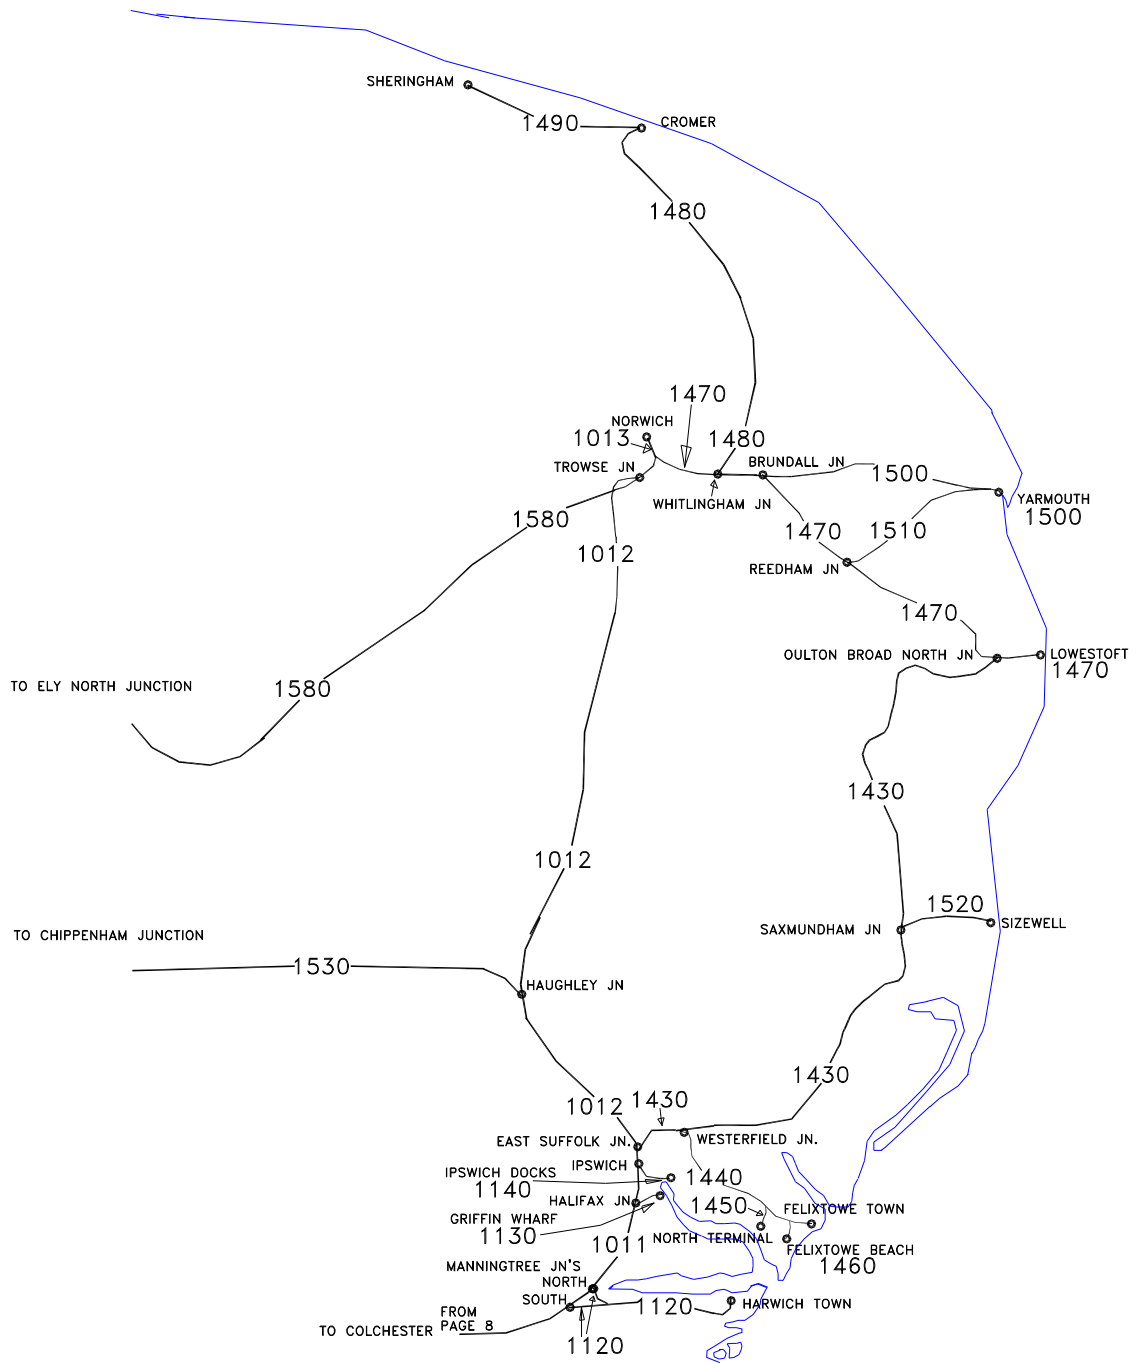 SHERINGHAM
1490
CROMER
1480
1470
NORWICH
1013
1480
TROWSE JN
BRUNDALL JN
1500
WHITLINGHAM JN
YARMOUTH
1500
1580
1470
1510
1012
REEDHAM JN
1470
OULTON BROAD NORTH JN
LOWESTOFT
1470
TO ELY NORTH JUNCTION
1580
1430
1012
1520
SAXMUNDHAM JN
SIZEWELL
TO CHIPPENHAM JUNCTION
1530
HAUGHLEY JN
1430
1430
1012
EAST SUFFOLK JN.
WESTERFIELD JN.
IPSWICH
IPSWICH DOCKS
1140
1440
HALIFAX JN
1450
FELIXTOWE TOWN
GRIFFIN WHARF
1130
NORTH TERMINAL
1011
FELIXTOWE BEACH
1460
MANNINGTREE JN'S
NORTH
SOUTH
1120
HARWICH TOWN
FROM
PAGE 8
TO COLCHESTER
1120